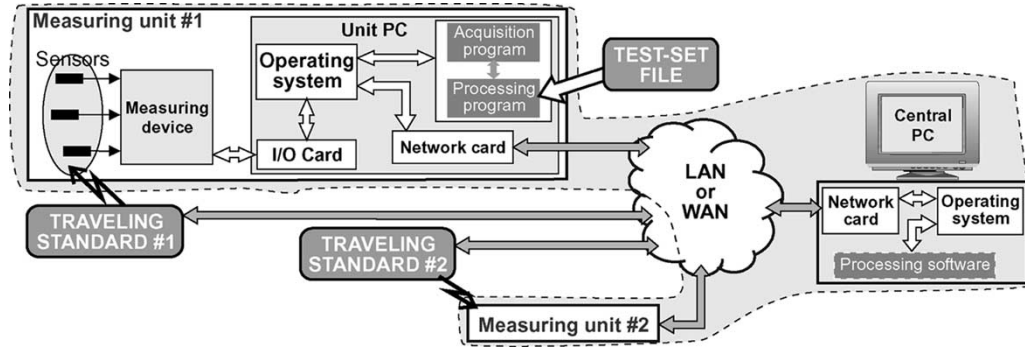 Measuring unit #1
Sensors
Measuring
device
Unit PC
Operating
system
I/O Card
Acquisition
program
Processing
program
Network card
TEST-SET
FILE
LAN
or
WAN
Central
PC
Network
card
Operating
system
Processing software
TRAVELING
STANDARD #1
TRAVELING
STANDARD #2
Measuring unit #2